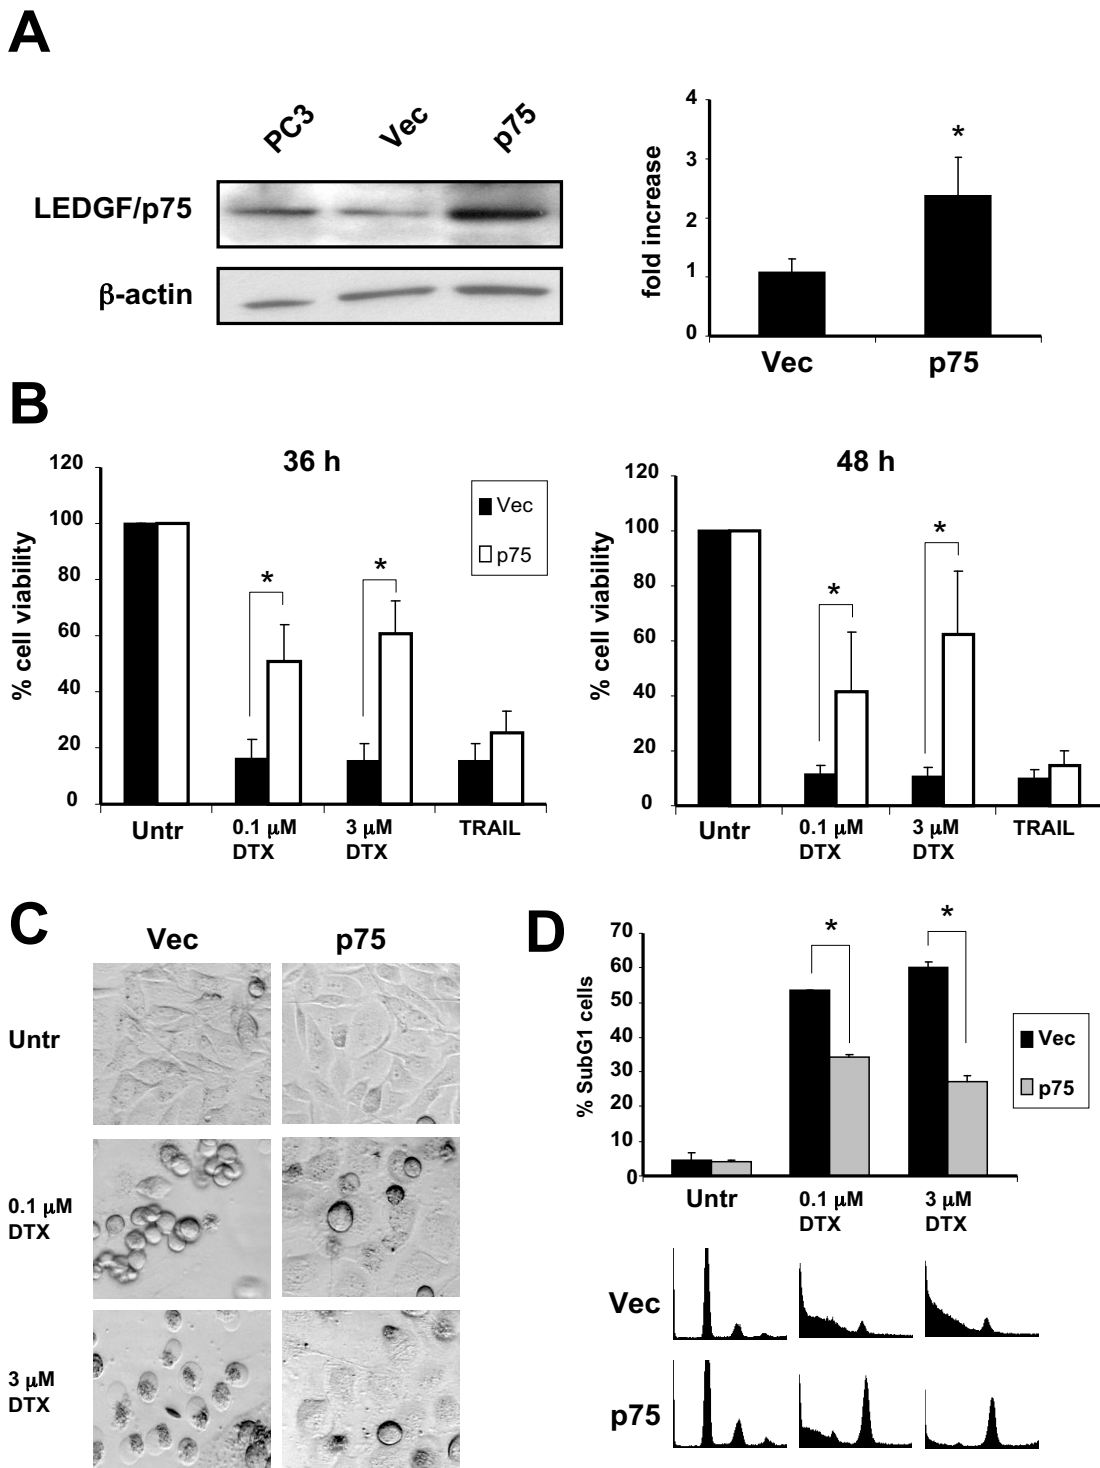 A
PC3
Vec
p75
LEDGF/p75
β-actin
fold increase
4
3
2
1
0
*
Vec
p75
B
36 h
% cell viability
120
100
80
60
40
20
0
*
*
Vec
p75
Untr
0.1 μM
DTX
3 μM
DTX
TRAIL
48 h
% cell viability
120
100
80
60
40
20
0
*
*
Untr
0.1 μM
DTX
3 μM
DTX
TRAIL
C
Vec
p75
Untr
0.1 μM
DTX
3 μM
DTX
D
% SubG1 cells
70
60
50
40
30
20
10
0
*
*
Vec
p75
Untr
0.1 μM
DTX
3 μM
DTX
Vec
p75